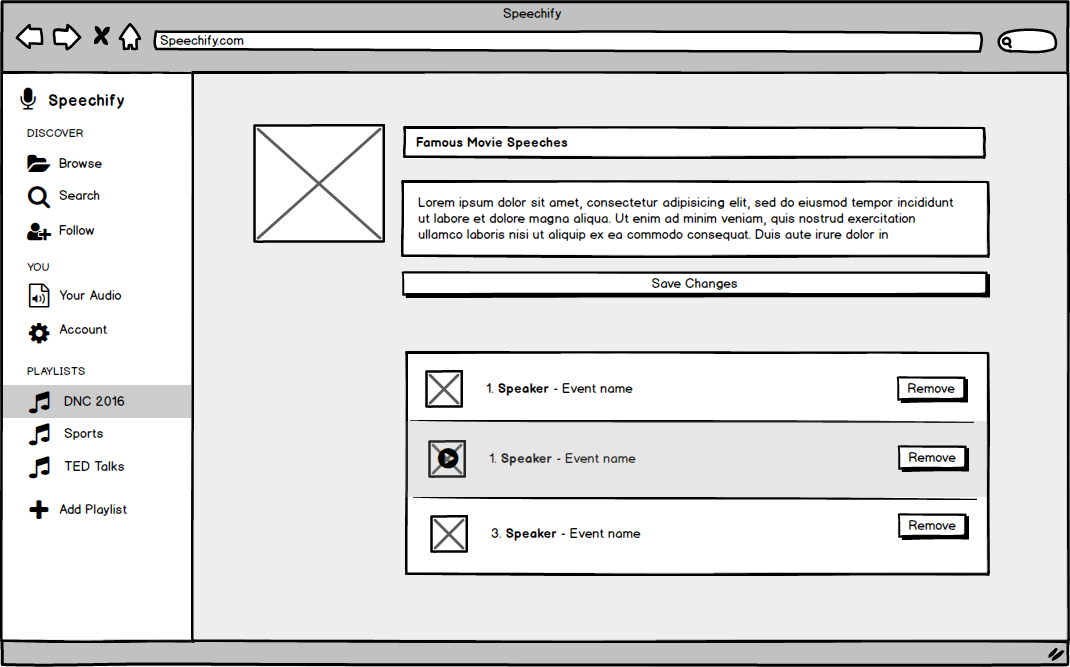 Speechify
Speechify.com
Speechify
DISCOVER
Browse
Search
Follow
YOU
Your Audio
Account
PLAYLISTS
DNC 2016
Sports
TED Talks
Add Playlist
Famous Movie Speeches
Lorem ipsum dolor sit amet, consectetur adipisicing elit, sed do eiusmod tempor incididunt
ut labore et dolore magna aliqua. Ut enim ad minim veniam, quis nostrud exercitation
ullamco laboris nisi ut aliquip ex ea commodo consequat. Duis aute irure dolor in
Save Changes
1. Speaker - Event name Remove
1. Speaker - Event name Remove
3. Speaker - Event name Remove